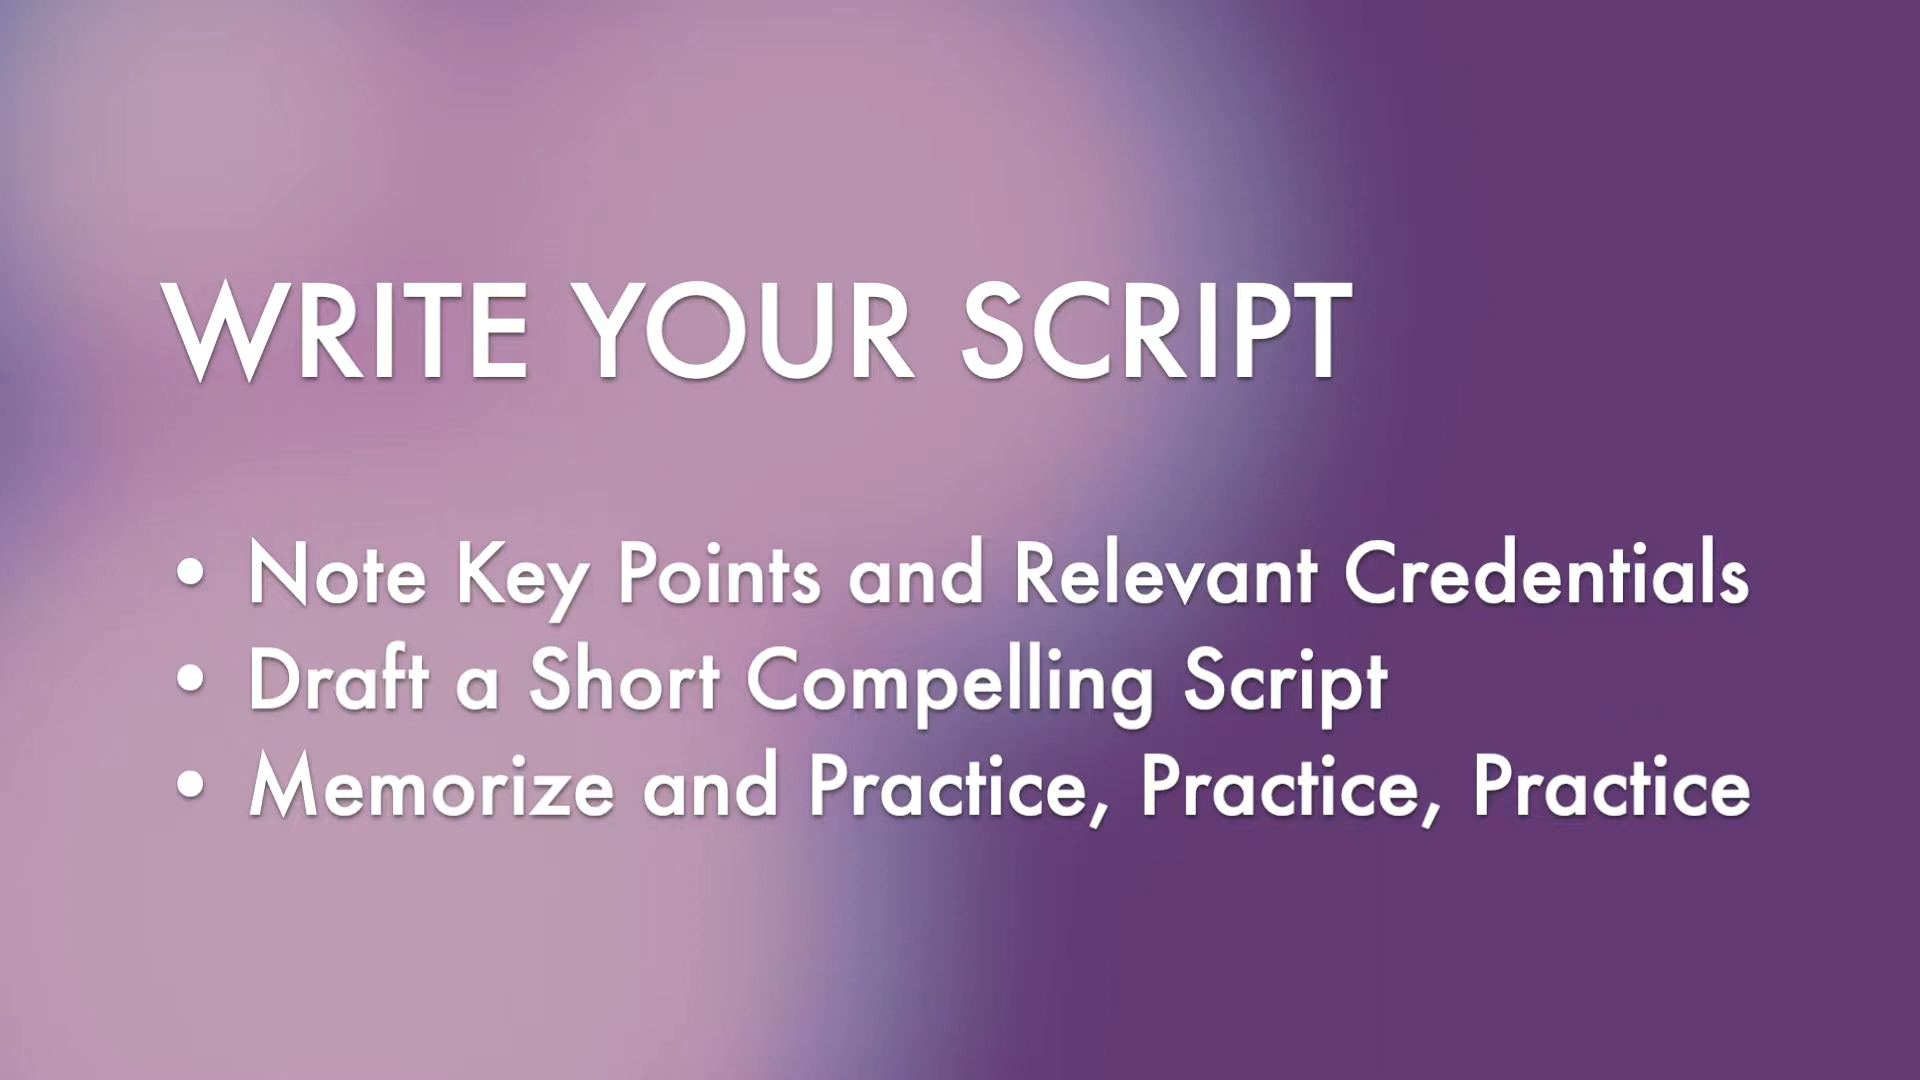 WRITE YOUR SCRIPT
• Note Key Points and Relevant Credentials
• Draft a Short Compelling Script
• Memorize and Practice, Practice, Practice